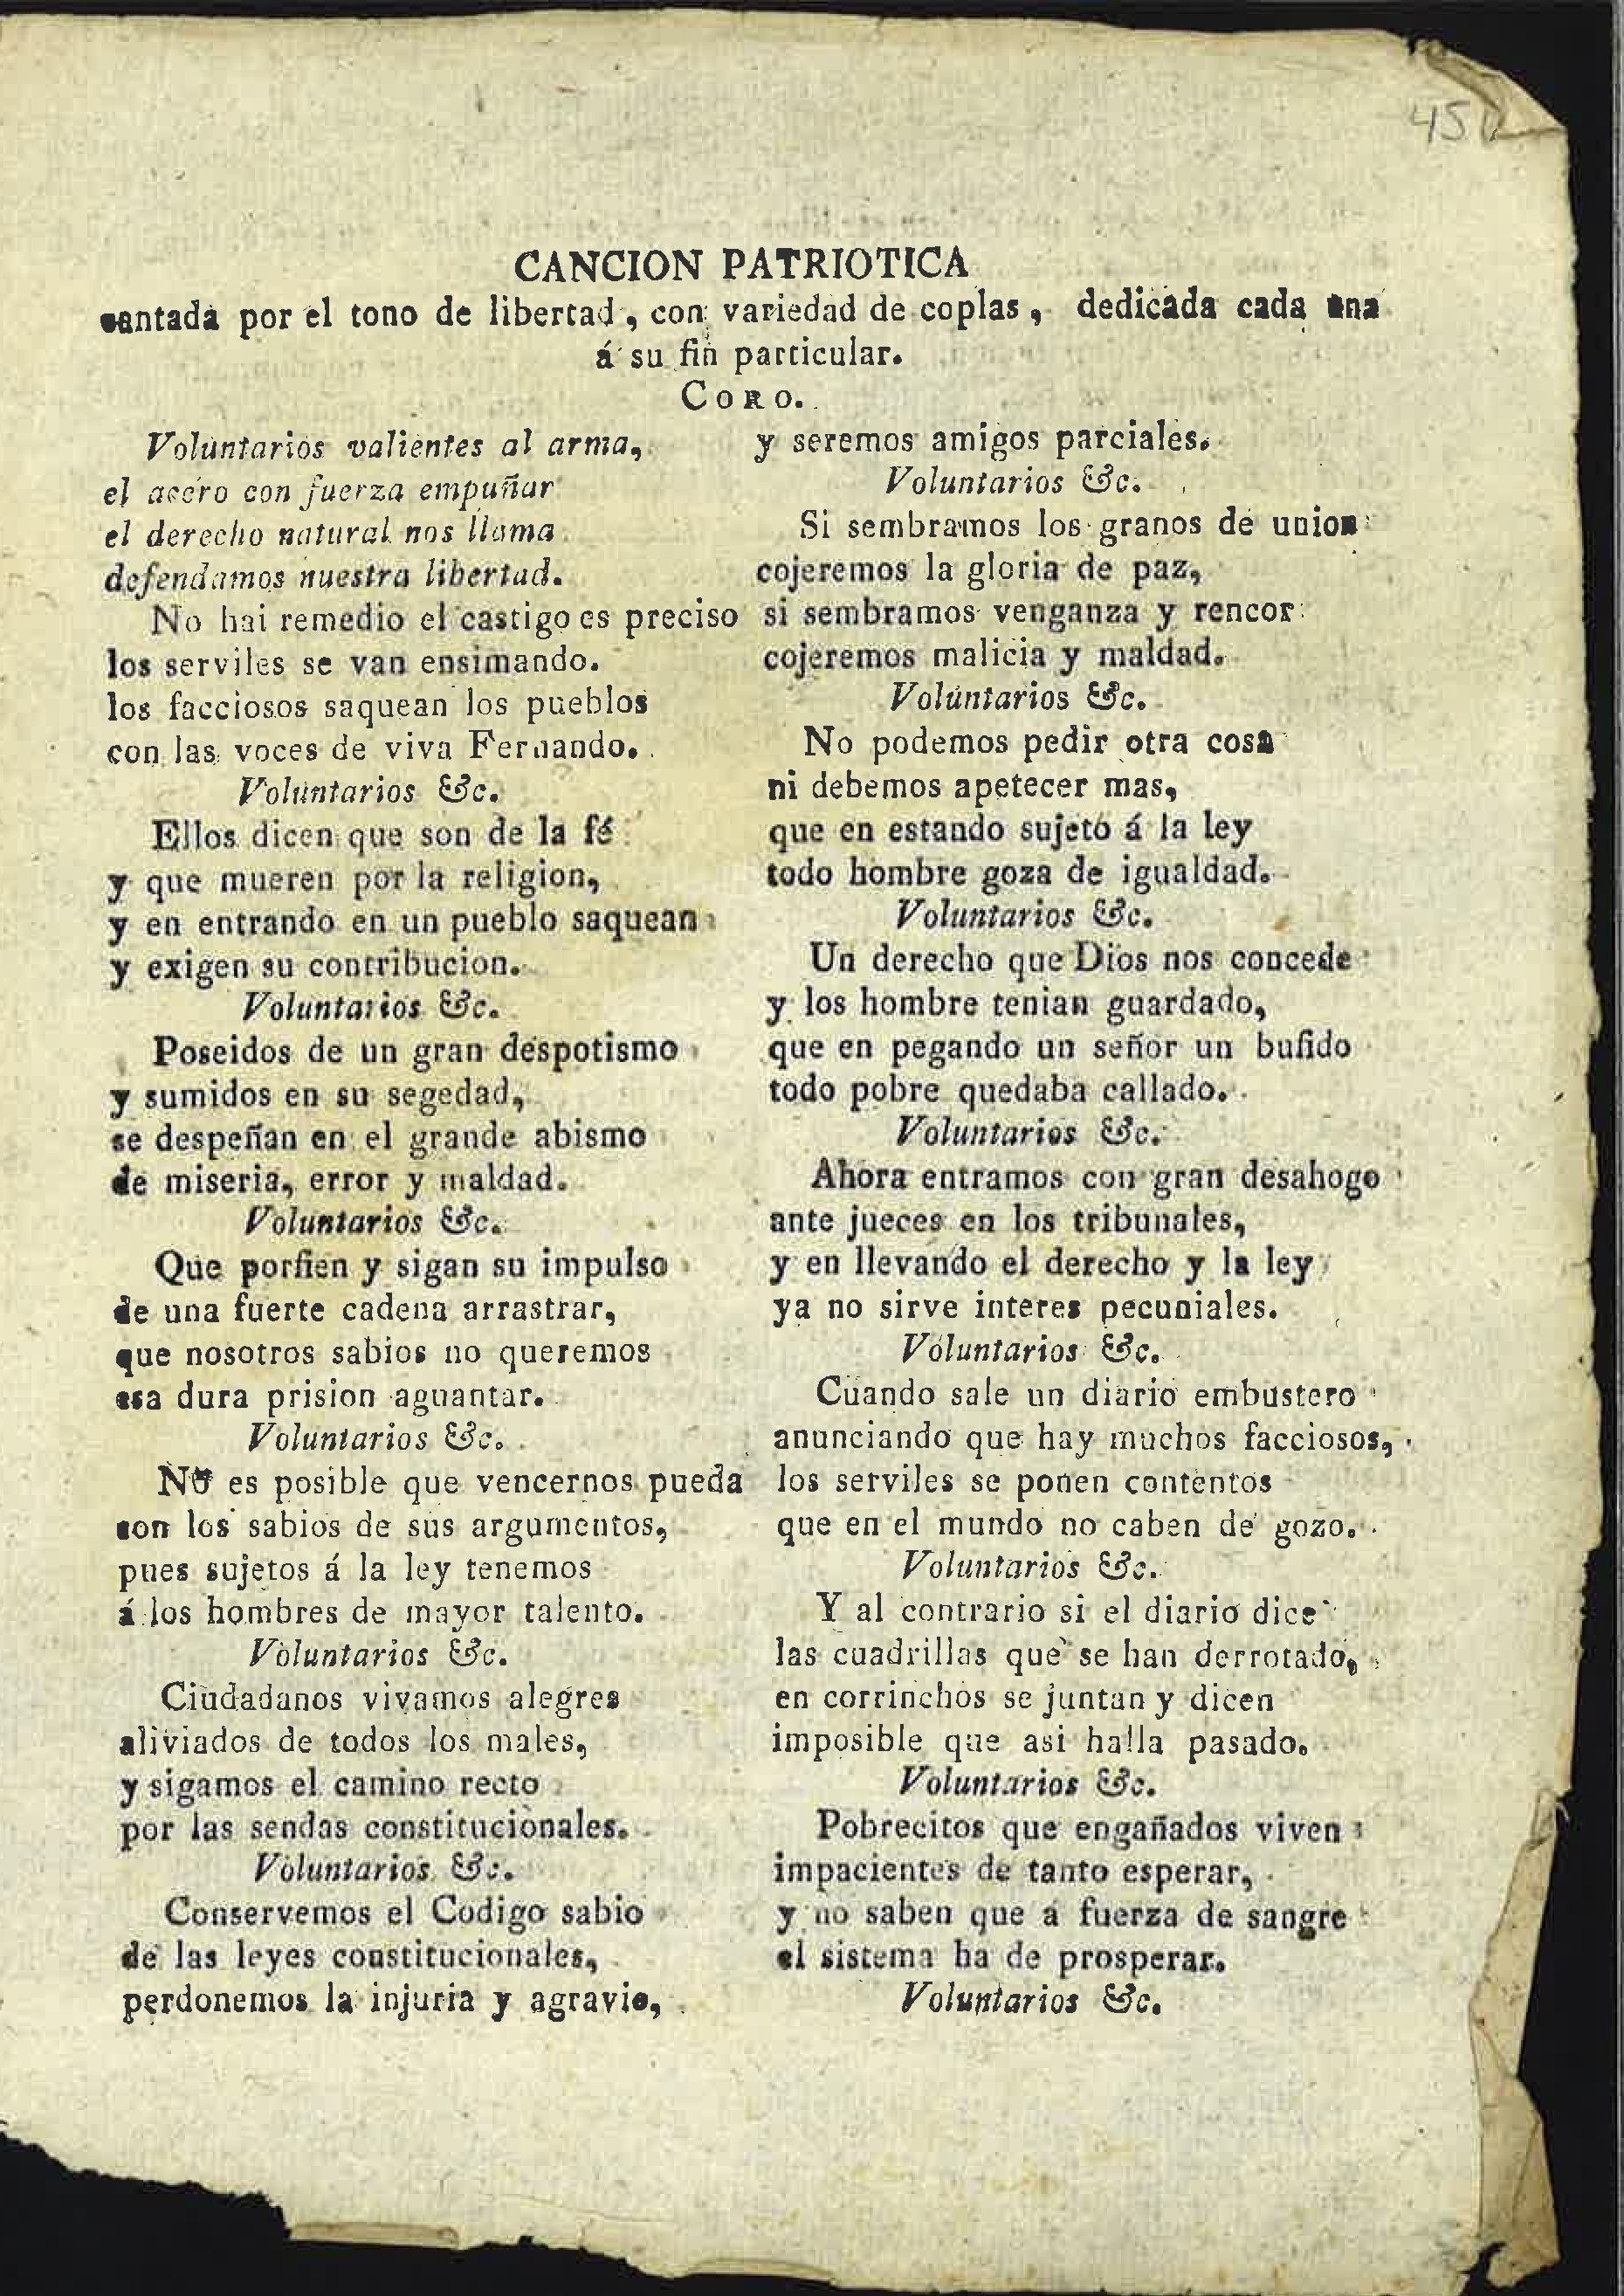 45
CANCION PATRIOTICA
cantada por el tono de libertad, con variedad de coplas, dedicada cada una
á su fin particular.
CORO.
Voluntarios valientes al arma,
el acero con fuerza empuñar
el derecho natural nos llama
defendamos nuestra libertad.
No hai remedio el castigo es preciso
los serviles se van ensimando.
los facciosos saquean los pueblos
con las voces de viva Fernando.
Voluntarios &c.
Ellos dicen que son de la fé
y que mueren por la religion,
y en entrando en un pueblo saquean
y exigen su contribucion.
Voluntarios &c.
Poseidos de un gran despotismo
y sumidos en su segedad,
se despeñan en el grande abismo
de miseria, error y maldad.
Voluntarios &c.
Que porfien y sigan su impulso
de una fuerte cadena arrastrar,
que nosotros sabios no queremos
esa dura prision aguantar.
Voluntarios &c.
No es posible que vencernos pueda
con los sabios de sus argumentos,
pues sujetos á la ley tenemos
á los hombres de mayor talento.
Voluntarios &c.
Ciudadanos vivamos alegres
aliviados de todos los males,
y sigamos el camino recto
por las sendas constitucionales.
Voluntarios &c.
Conservemos el Codigo sabio
de las leyes constitucionales,
perdonemos la injuria y agravio,
y seremos amigos parciales.
Voluntarios &c.
Si sembramos los granos de union
cojeremos la gloria de paz,
si sembramos venganza y rencor
cojeremos malicia y maldad.
Voluntarios &c.
No podemos pedir otra cosa
ni debemos apetecer mas,
que en estando sujeto á la ley
todo hombre goza de igualdad.
Voluntarios &c.
Un derecho que Dios nos concede
y los hombre tenian guardado,
que en pegando un señor un bufido
todo pobre quedaba callado.
Voluntarios &c.
Ahora entramos con gran desahogo
ante jueces en los tribunales,
y en llevando el derecho y la ley
ya no sirve interes pecuniales.
Voluntarios &c.
Cuando sale un diario embustero
anunciando que hay muchos facciosos,
los serviles se ponen contentos
que en el mundo no caben de gozo.
Voluntarios &c.
Y al contrario si el diario dice
las cuadrillas que se han derrotado,
en corrinchos se juntan y dicen
imposible que asi halla pasado.
Voluntarios &c.
Pobrecitos que engañados viven
impacientes de tanto esperar,
y no saben que á fuerza de sangre
el sistema ha de prosperar.
Voluntarios &c.